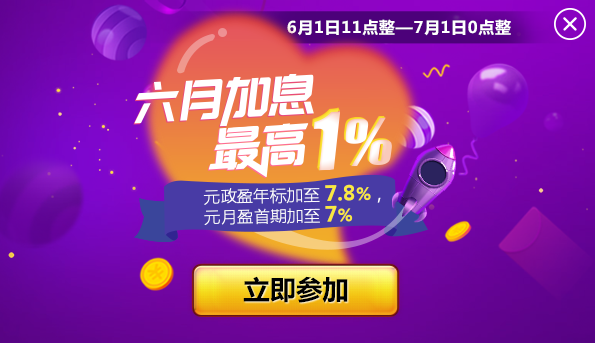 6月1日11点整—7月1日0点整
六月加息
最高1%
元政盈年标加至 7.8%，
元月盈首期加至 7%
立即参加